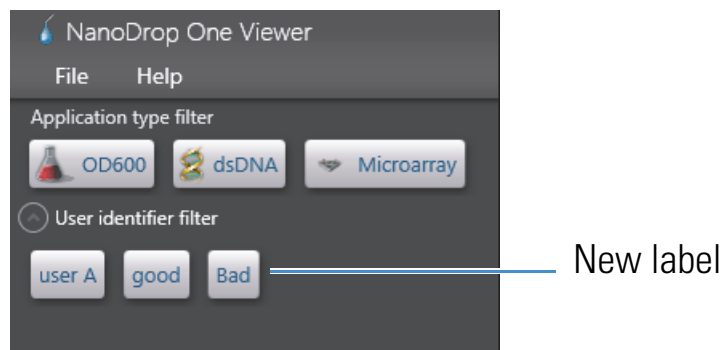 NanoDrop One Viewer
File Help
Application type filter
OD600 dsDNA Microarray
User identifier filter
user A good Bad
New label